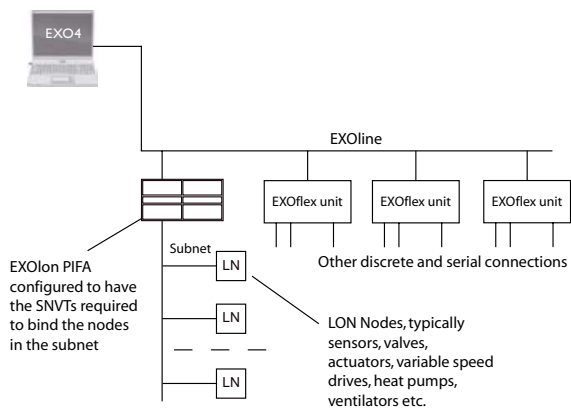 EXO4
EXOline
EXOflex unit
EXOflex unit
EXOflex unit
Other discrete and serial connections
EXOlon PIFA
configured to have
the SNVTs required
to bind the nodes
in the subnet
Subnet
LN
LN
LN
LON Nodes, typically
sensors, valves,
actuators, variable speed
drives, heat pumps,
ventilators etc.